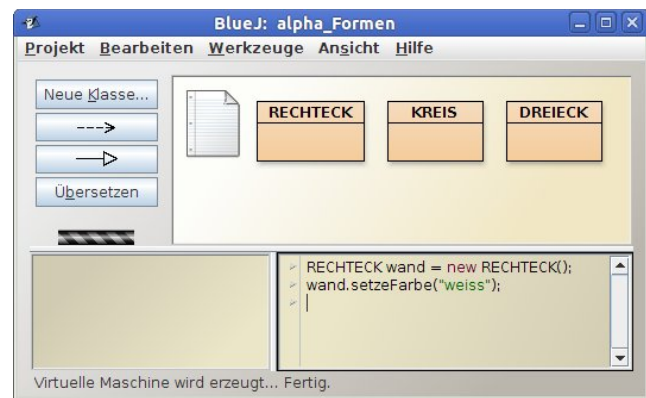 BlueJ: alpha_Formen
Projekt Bearbeiten Werkzeuge Ansicht Hilfe
Neue Klasse...
Übersetzen
RECHTECK KREIS DREIECK
RECHTECK wand = new RECHTECK();
wand.setzeFarbe("weiss");
Virtuelle Maschine wird erzeugt... Fertig.